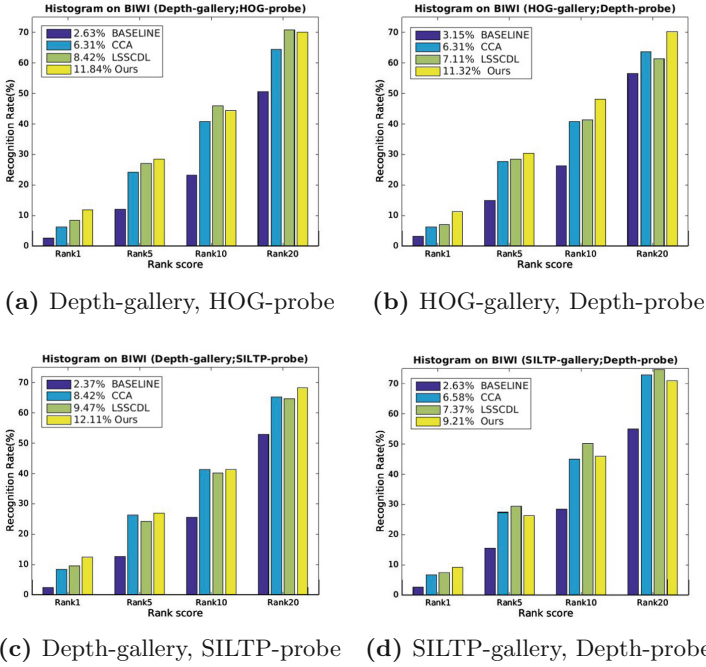 Histogram on BIWI (Depth-gallery;HOG-probe)
2.63% BASELINE
6.31% CCA
8.42% LSSCDL
11.84% Ours
Recognition Rate(%)
70
60
50
40
30
20
10
0
Rank1 Rank5 Rank10 Rank20
Rank score
(a) Depth-gallery, HOG-probe
Histogram on BIWI (HOG-gallery;Depth-probe)
3.15% BASELINE
6.31% CCA
7.11% LSSCDL
11.32% Ours
Recognition Rate(%)
70
60
50
40
30
20
10
0
Rank1 Rank5 Rank10 Rank20
Rank score
(b) HOG-gallery, Depth-probe
Histogram on BIWI (Depth-gallery;SILTP-probe)
2.37% BASELINE
8.42% CCA
9.47% LSSCDL
12.11% Ours
Recognition Rate(%)
70
60
50
40
30
20
10
0
Rank1 Rank5 Rank10 Rank20
Rank score
(c) Depth-gallery, SILTP-probe
Histogram on BIWI (SILTP-gallery;Depth-probe)
2.63% BASELINE
6.58% CCA
7.37% LSSCDL
9.21% Ours
Recognition Rate(%)
70
60
50
40
30
20
10
0
Rank1 Rank5 Rank10 Rank20
Rank score
(d) SILTP-gallery, Depth-probe